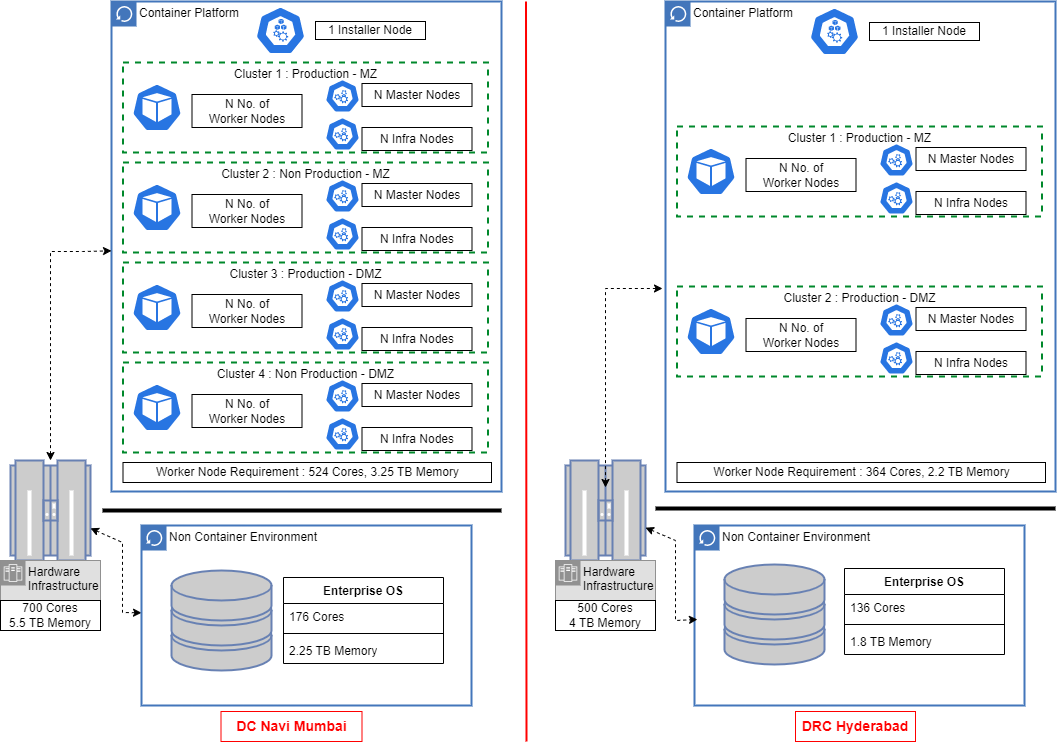 Container Platform
1 Installer Node
Cluster 1 : Production - MZ
N No. of
Worker Nodes
N Master Nodes
N Infra Nodes
Cluster 2 : Non Production - MZ
N No. of
Worker Nodes
N Master Nodes
N Infra Nodes
Cluster 3 : Production - DMZ
N No. of
Worker Nodes
N Master Nodes
N Infra Nodes
Cluster 4 : Non Production - DMZ
N No. of
Worker Nodes
N Master Nodes
N Infra Nodes
Worker Node Requirement : 524 Cores, 3.25 TB Memory
Hardware
Infrastructure
700 Cores
5.5 TB Memory
Non Container Environment
Enterprise OS
176 Cores
2.25 TB Memory
DC Navi Mumbai
Container Platform
1 Installer Node
Cluster 1 : Production - MZ
N No. of
Worker Nodes
N Master Nodes
N Infra Nodes
Cluster 2 : Production - DMZ
N No. of
Worker Nodes
N Master Nodes
N Infra Nodes
Worker Node Requirement : 364 Cores, 2.2 TB Memory
Hardware
Infrastructure
500 Cores
4 TB Memory
Non Container Environment
Enterprise OS
136 Cores
1.8 TB Memory
DRC Hyderabad